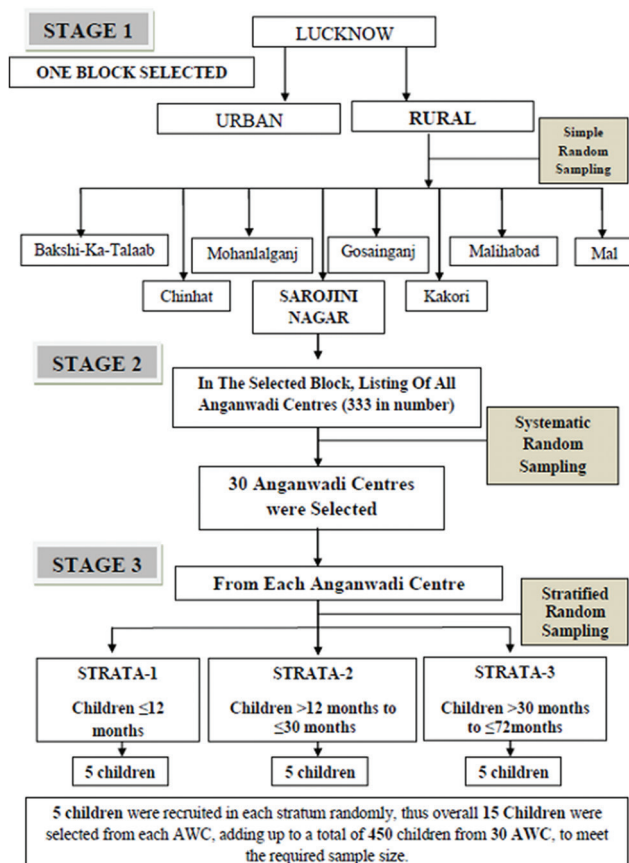 STAGE 1
LUCKNOW
ONE BLOCK SELECTED
URBAN
RURAL
Simple
Random
Sampling
Bakshi-Ka-Talaab
Mohanlalganj
Gosainganj
Malihabad
Mal
Chinhat
SAROJINI
NAGAR
Kakori
STAGE 2
In The Selected Block, Listing Of All
Anganwadi Centres (333 in number)
Systematic
Random
Sampling
30 Anganwadi Centres
were Selected
STAGE 3
From Each Anganwadi Centre
Stratified
Random
Sampling
STRATA-1
Children ≤12
months
STRATA-2
Children >12 months to
≤30 months
STRATA-3
Children >30 months
to ≤72months
5 children
5 children
5 children
5 children were recruited in each stratum randomly, thus overall 15 Children were
selected from each AWC, adding up to a total of 450 children from 30 AWC, to meet
the required sample size.